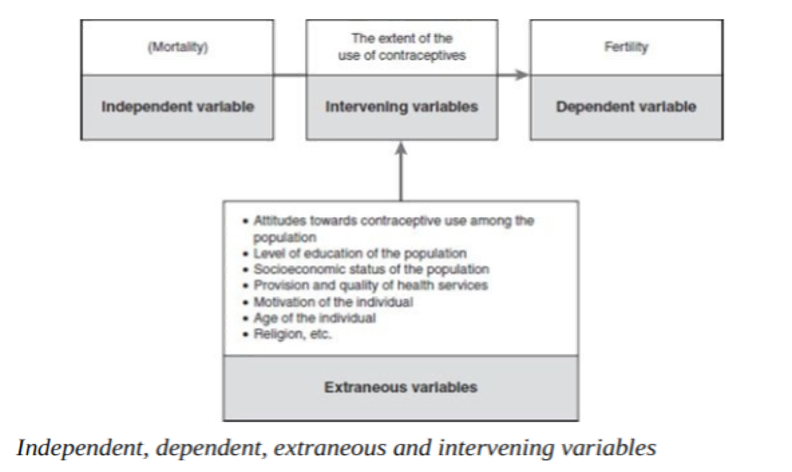 (Mortality)
The extent of the
use of contraceptives
Fertility
Independent variable
Intervening variables
Dependent variable
• Attitudes towards contraceptive use among the
population
• Level of education of the population
• Socioeconomic status of the population
• Provision and quality of health services
• Motivation of the individual
• Age of the individual
• Religion, etc.
Extraneous variables
Independent, dependent, extraneous and intervening variables